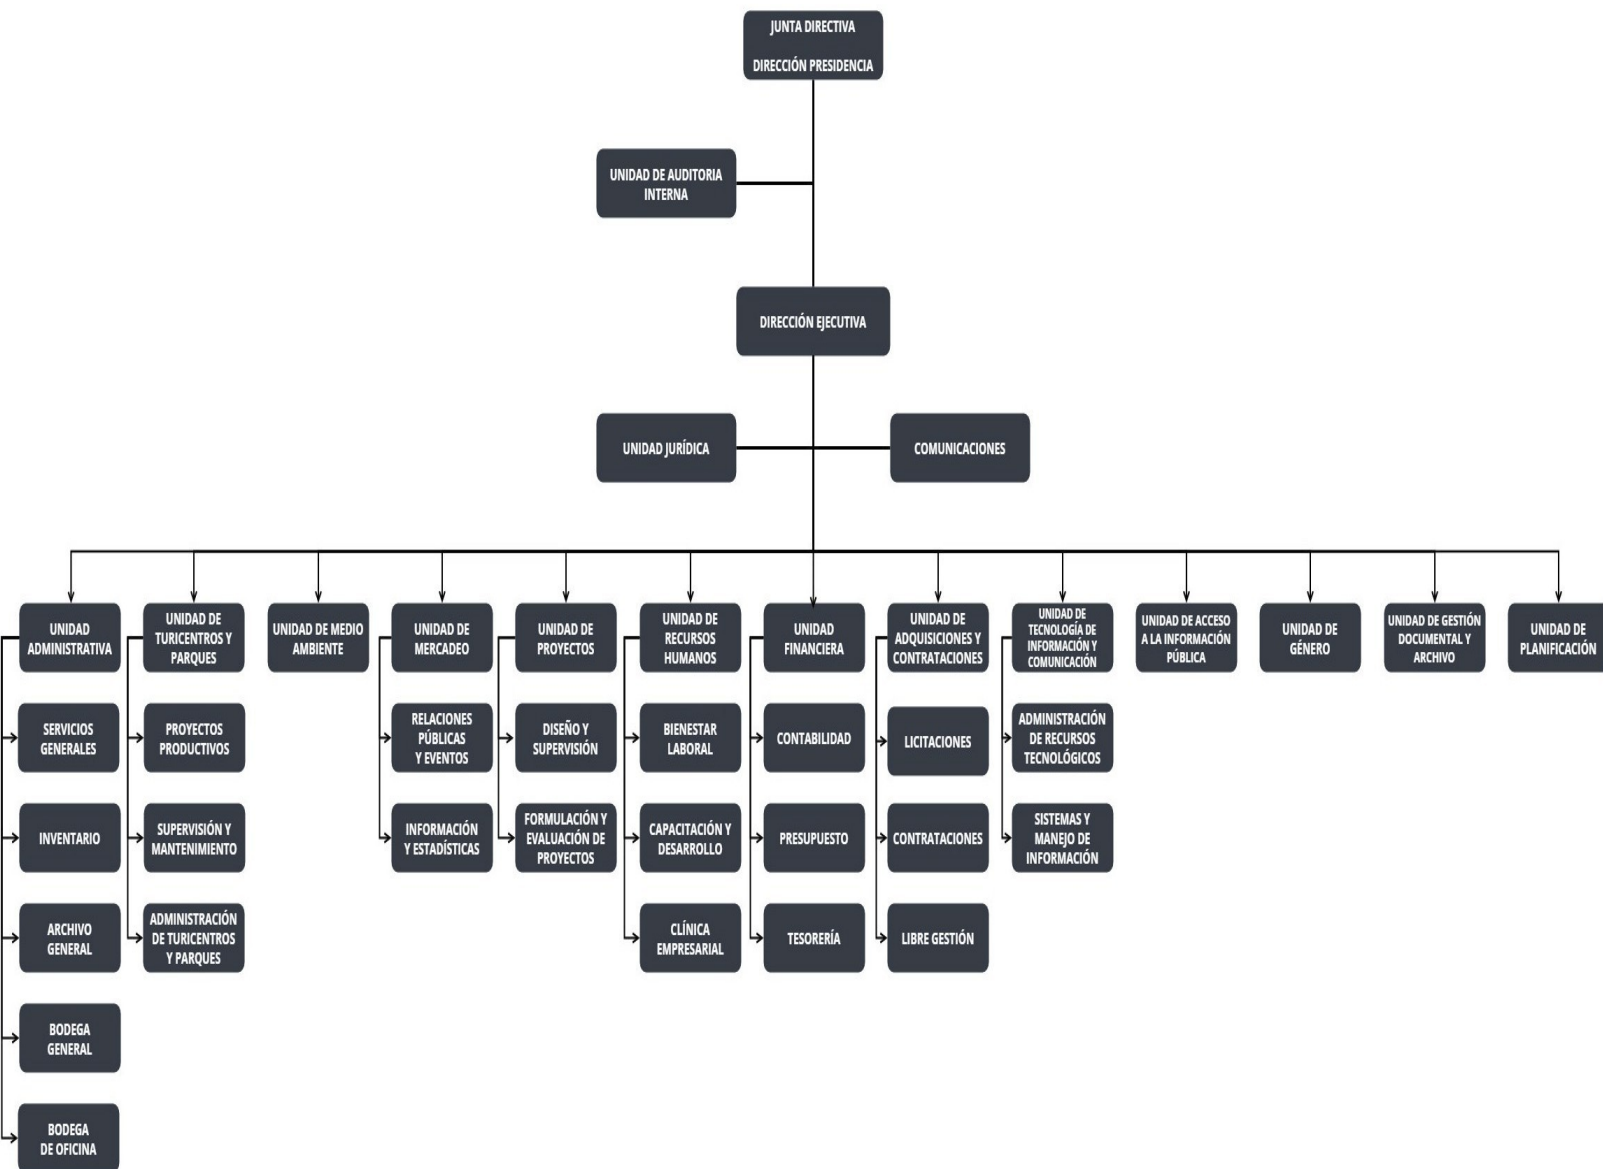 JUNTA DIRECTIVA
DIRECCIÓN PRESIDENCIA
UNIDAD DE AUDITORIA
INTERNA
DIRECCIÓN EJECUTIVA
UNIDAD JURÍDICA
COMUNICACIONES
UNIDAD
ADMINISTRATIVA
UNIDAD DE
TURICENTROS Y
PARQUES
UNIDAD DE MEDIO
AMBIENTE
UNIDAD DE
MERCADEO
UNIDAD DE
PROYECTOS
UNIDAD DE
RECURSOS
HUMANOS
UNIDAD
FINANCIERA
UNIDAD DE
ADQUISICIONES Y
CONTRATACIONES
UNIDAD DE
TECNOLOGÍA DE
INFORMACIÓN Y
COMUNICACIÓN
UNIDAD DE ACCESO
A LA INFORMACIÓN
PÚBLICA
UNIDAD DE
GÉNERO
UNIDAD DE GESTIÓN
DOCUMENTAL Y
ARCHIVO
UNIDAD DE
PLANIFICACIÓN
SERVICIOS
GENERALES
PROYECTOS
PRODUCTIVOS
RELACIONES
PÚBLICAS
Y EVENTOS
DISEÑO Y
SUPERVISIÓN
BIENESTAR
LABORAL
CONTABILIDAD
LICITACIONES
ADMINISTRACIÓN
DE RECURSOS
TECNOLÓGICOS
INVENTARIO
SUPERVISIÓN Y
MANTENIMIENTO
INFORMACIÓN
Y ESTADÍSTICAS
FORMULACIÓN Y
EVALUACIÓN DE
PROYECTOS
CAPACITACIÓN Y
DESARROLLO
PRESUPUESTO
CONTRATACIONES
SISTEMAS Y
MANEJO DE
INFORMACIÓN
ARCHIVO
GENERAL
ADMINISTRACIÓN
DE TURICENTROS
Y PARQUES
CLÍNICA
EMPRESARIAL
TESORERÍA
LIBRE GESTIÓN
BODEGA
GENERAL
BODEGA
DE OFICINA